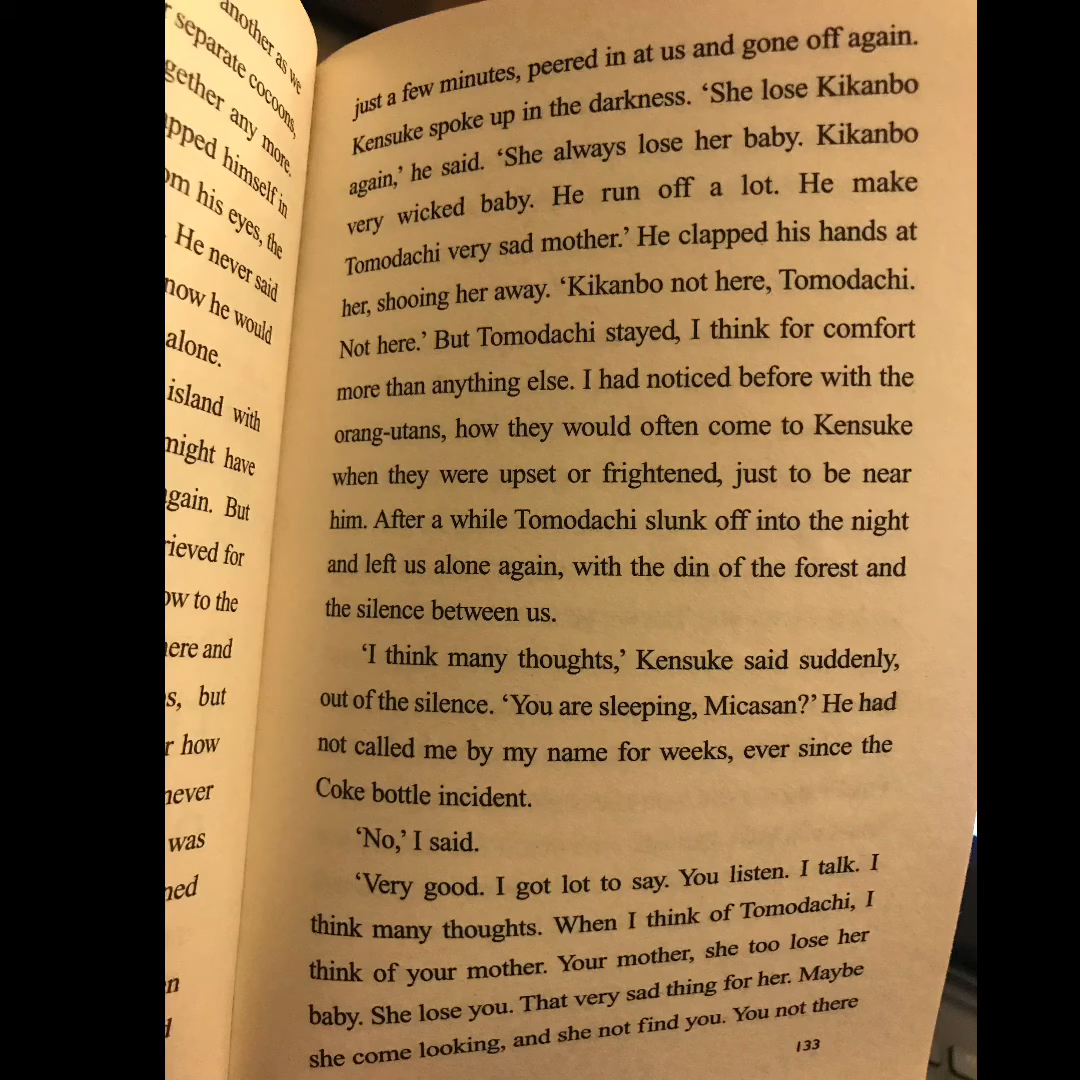 another as we
separate cocoons,
gether any more.
pped himself in
om his eyes, the
. He never said
now he would
alone.
island with
might have
gain. But
rieved for
ow to the
ere and
s, but
r how
never
was
ned
n
just a few minutes, peered in at us and gone off again.
Kensuke spoke up in the darkness. ‘She lose Kikanbo
again,’ he said. ‘She always lose her baby. Kikanbo
very wicked baby. He run off a lot. He make
Tomodachi very sad mother.’ He clapped his hands at
her, shooing her away. ‘Kikanbo not here, Tomodachi.
Not here.’ But Tomodachi stayed, I think for comfort
more than anything else. I had noticed before with the
orang-utans, how they would often come to Kensuke
when they were upset or frightened, just to be near
him. After a while Tomodachi slunk off into the night
and left us alone again, with the din of the forest and
the silence between us.
‘I think many thoughts,’ Kensuke said suddenly,
out of the silence. ‘You are sleeping, Micasan?’ He had
not called me by my name for weeks, ever since the
Coke bottle incident.
‘No,’ I said.
‘Very good. I got lot to say. You listen. I talk. I
think many thoughts. When I think of Tomodachi, I
think of your mother. Your mother, she too lose her
baby. She lose you. That very sad thing for her. Maybe
she come looking, and she not find you. You not there
133